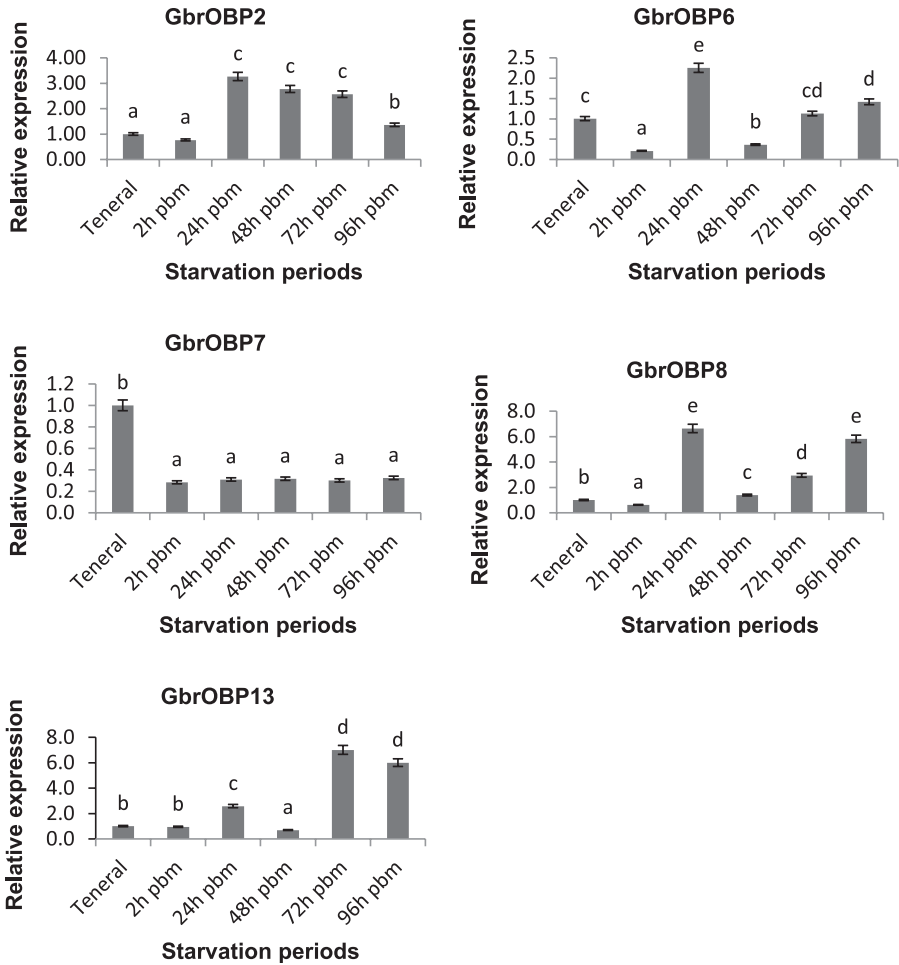 GbrOBP2
Relative expression
4.00
3.00
2.00
1.00
0.00
a
a
c
c
c
b
Teneral
2h pbm
24h pbm
48h pbm
72h pbm
96h pbm
Starvation periods
GbrOBP6
Relative expression
2.5
2.0
1.5
1.0
0.5
0.0
c
a
e
b
cd
d
Teneral
2h pbm
24h pbm
48h pbm
72h pbm
96h pbm
Starvation periods
GbrOBP7
Relative expression
1.2
1.0
0.8
0.6
0.4
0.2
0.0
b
a
a
a
a
a
Teneral
2h pbm
24h pbm
48h pbm
72h pbm
96h pbm
Starvation periods
GbrOBP8
Relative expression
8.0
6.0
4.0
2.0
0.0
b
a
e
c
d
e
Teneral
2h pbm
24h pbm
48h pbm
72h pbm
96h pbm
Starvation periods
GbrOBP13
Relative expression
8.0
6.0
4.0
2.0
0.0
b
b
c
a
d
d
Teneral
2h pbm
24h pbm
48h pbm
72h pbm
96h pbm
Starvation periods